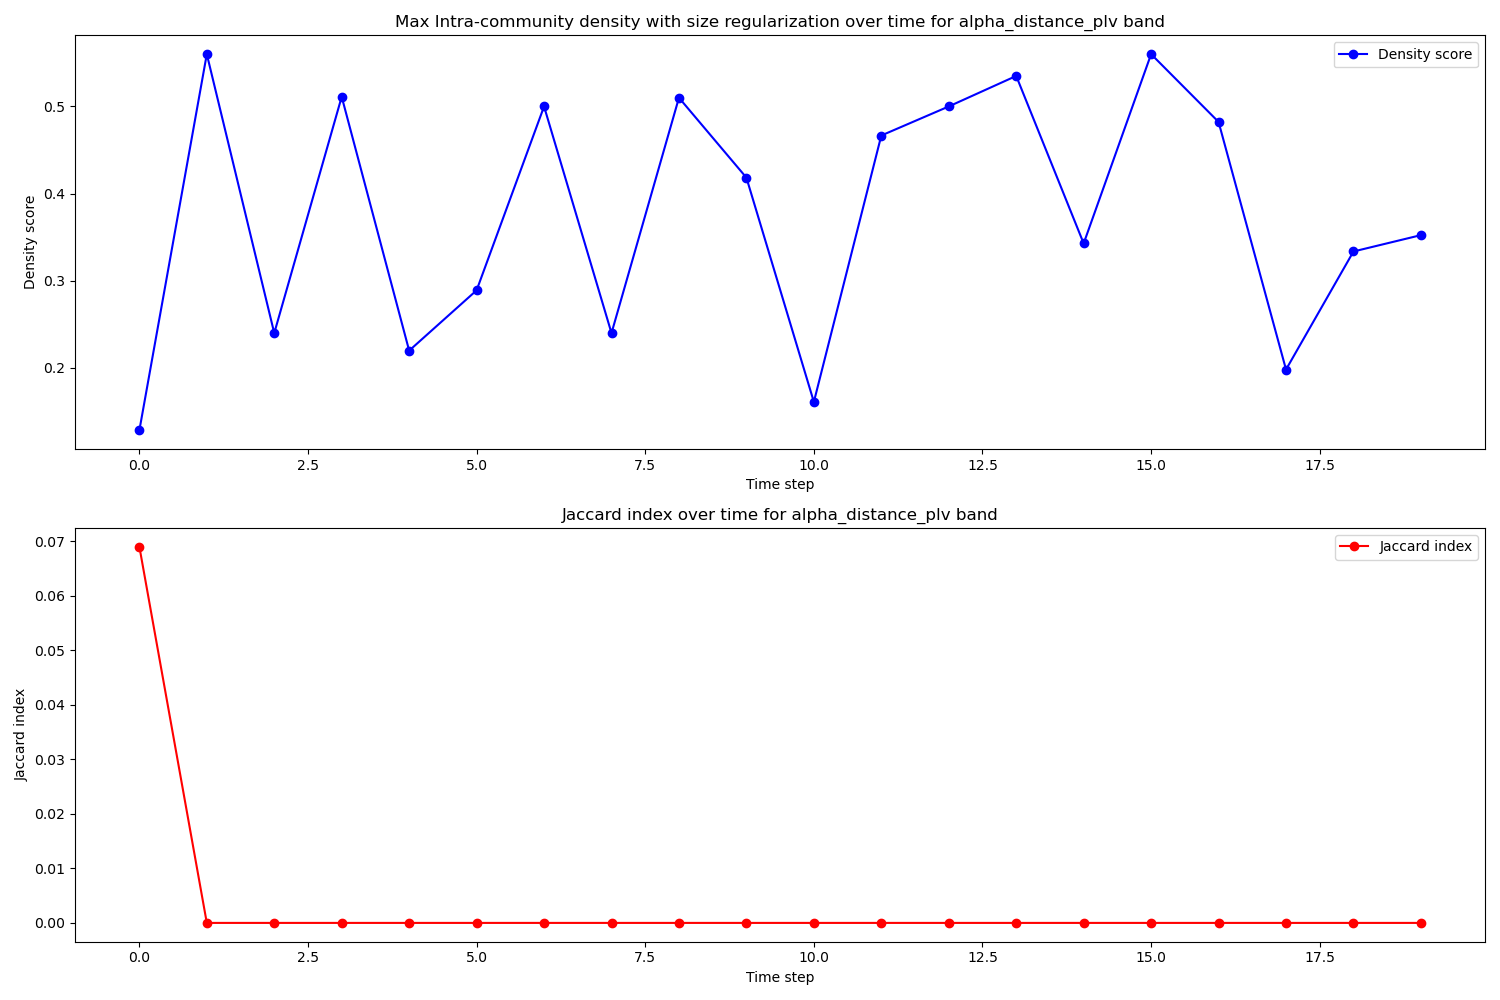 Max Intra-community density with size regularization over time for alpha_distance_plv band
Density score
Density score
0.5
0.4
0.3
0.2
0.0 2.5 5.0 7.5 10.0 12.5 15.0 17.5
Time step
Jaccard index over time for alpha_distance_plv band
Jaccard index
Jaccard index
0.07
0.06
0.05
0.04
0.03
0.02
0.01
0.00
0.0 2.5 5.0 7.5 10.0 12.5 15.0 17.5
Time step